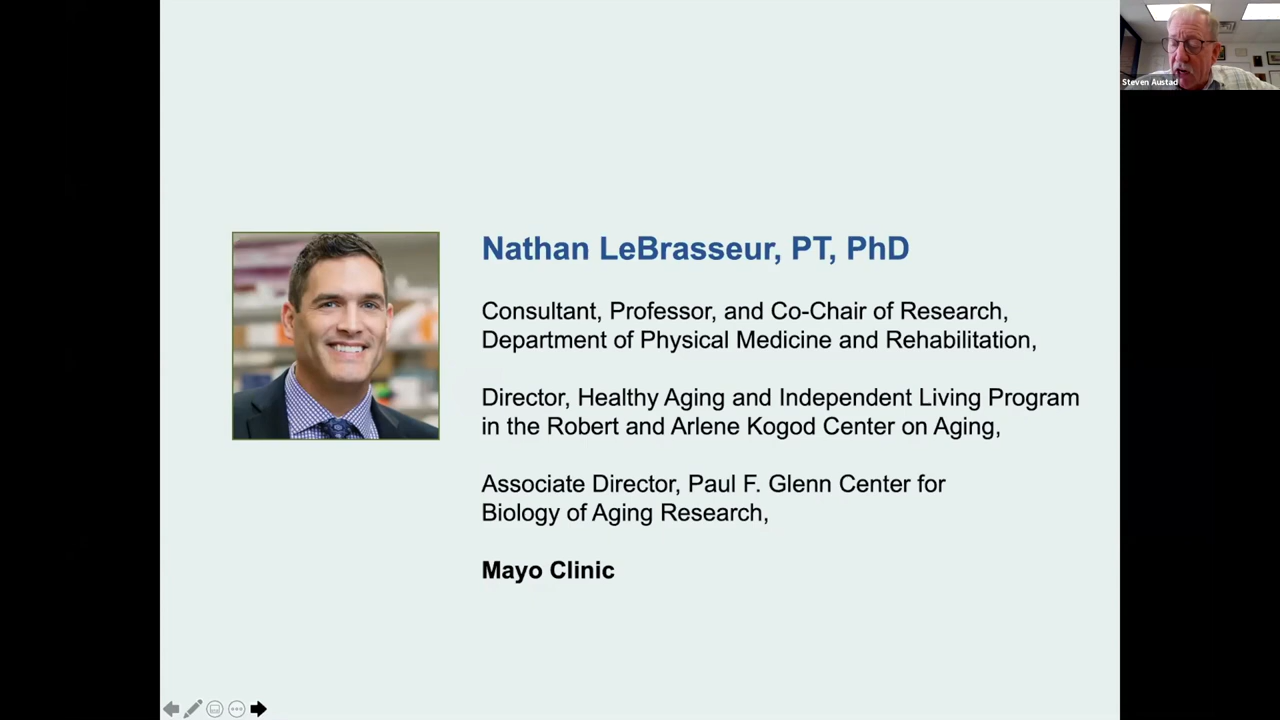 Steven Austad
Nathan LeBrasseur, PT, PhD
Consultant, Professor, and Co-Chair of Research,
Department of Physical Medicine and Rehabilitation,
Director, Healthy Aging and Independent Living Program
in the Robert and Arlene Kogod Center on Aging,
Associate Director, Paul F. Glenn Center for
Biology of Aging Research,
Mayo Clinic